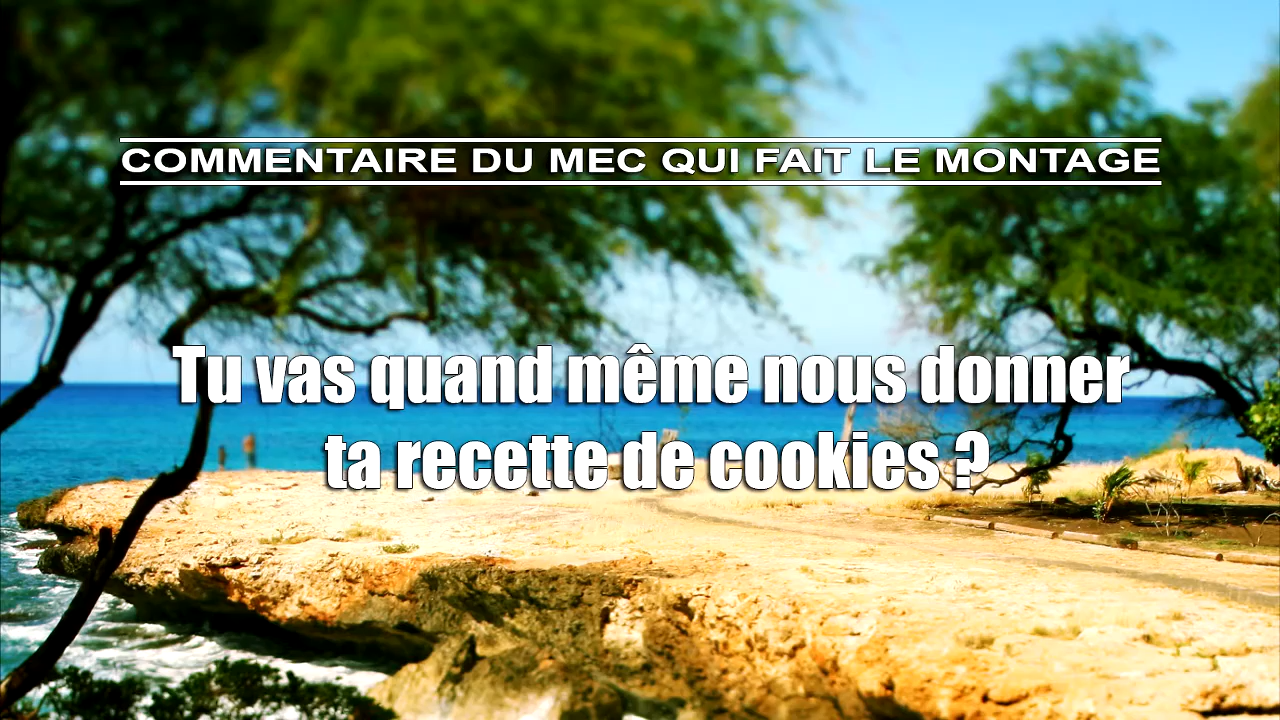 COMMENTAIRE DU MEC QUI FAIT LE MONTAGE
Tu vas quand même nous donner
ta recette de cookies ?